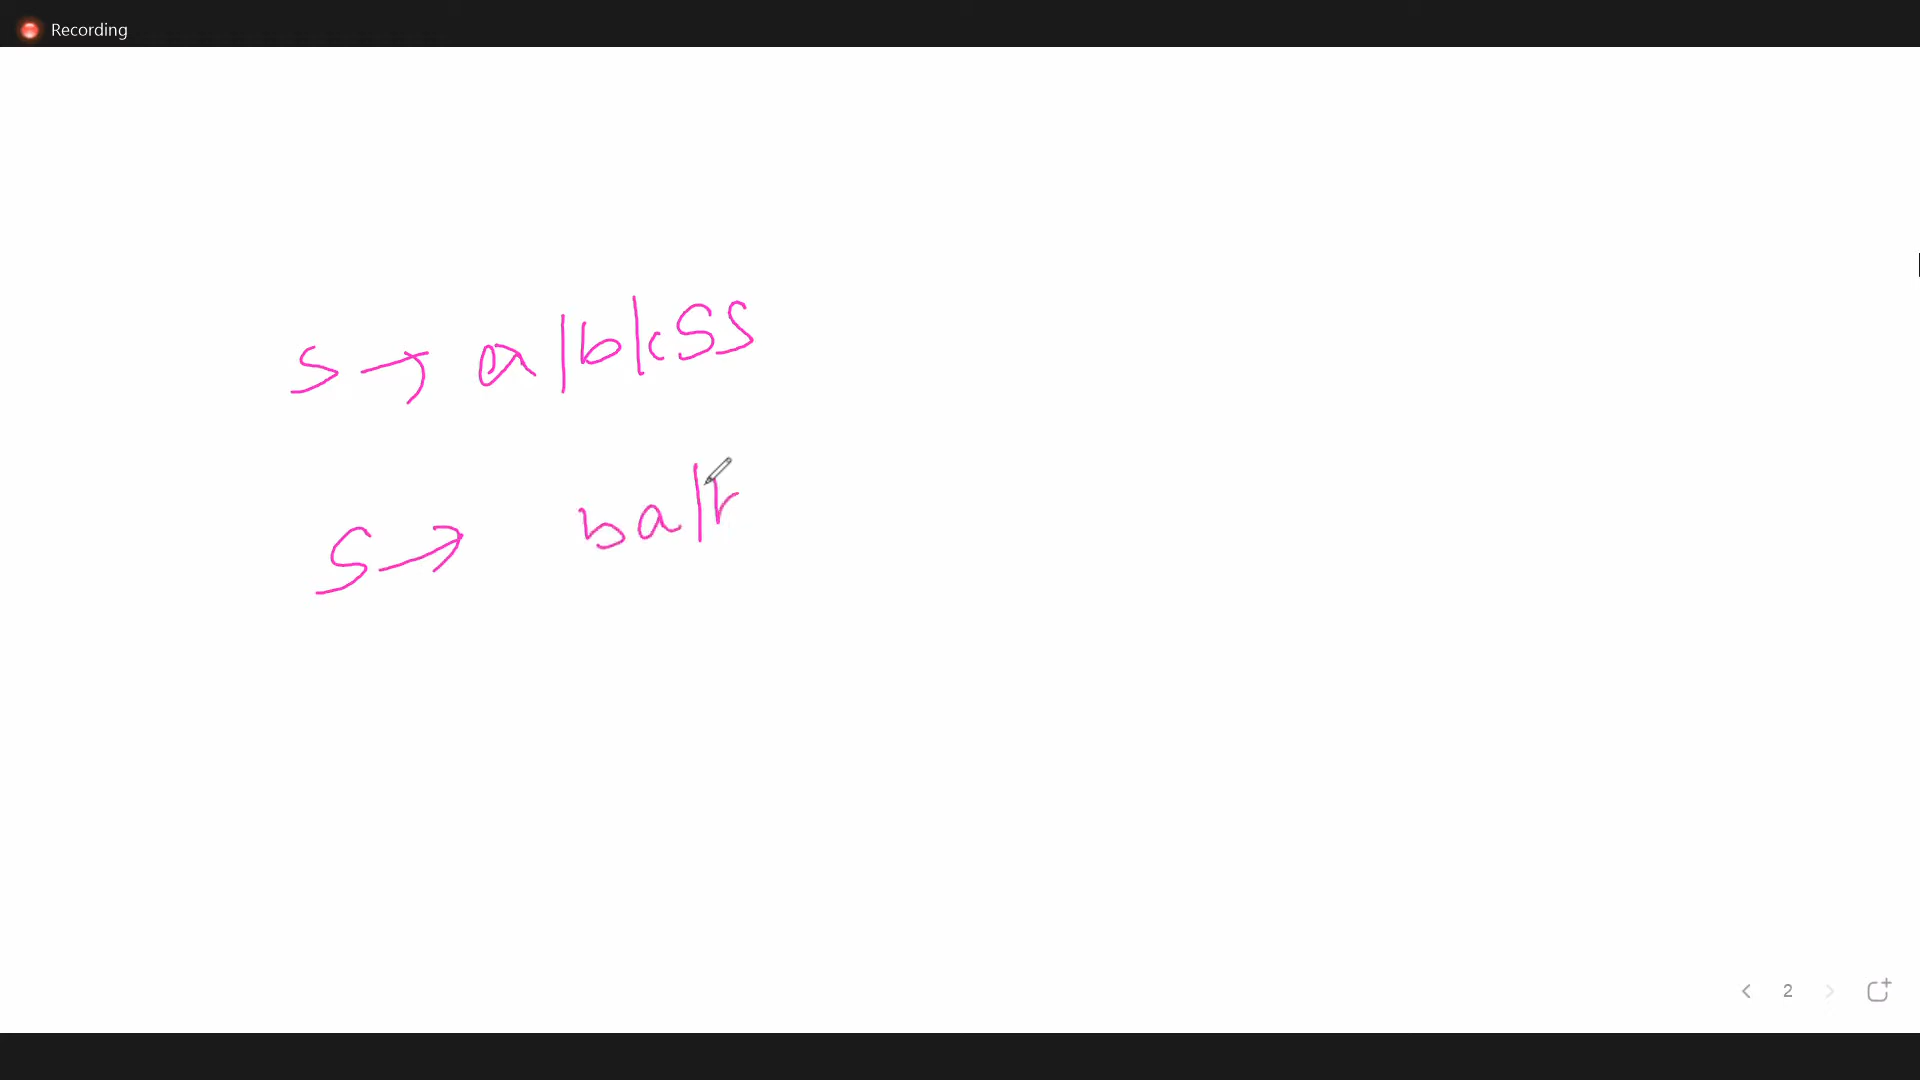 Recording
S → a|b|cSS
S → ba|
2